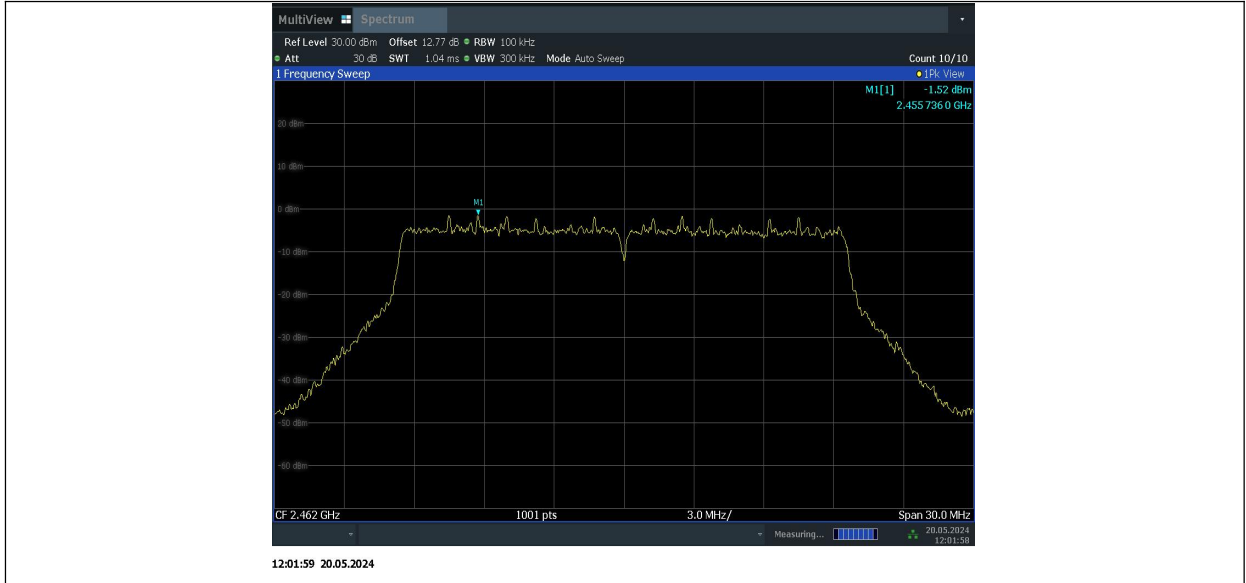 MultiView Spectrum
Ref Level 30.00 dBm Offset 12.77 dB RBW 100 kHz
Att 30 dB SWT 1.04 ms VBW 300 kHz Mode Auto Sweep Count 10/10
1 Frequency Sweep 1Pk View
M1[1] -1.52 dBm
2.455 736 0 GHz
20 dBm
10 dBm
M1
0 dBm
-10 dBm
-20 dBm
-30 dBm
-40 dBm
-50 dBm
-60 dBm
CF 2.462 GHz 1001 pts 3.0 MHz/ Span 30.0 MHz
Measuring... 20.05.2024
12:01:58
12:01:59 20.05.2024